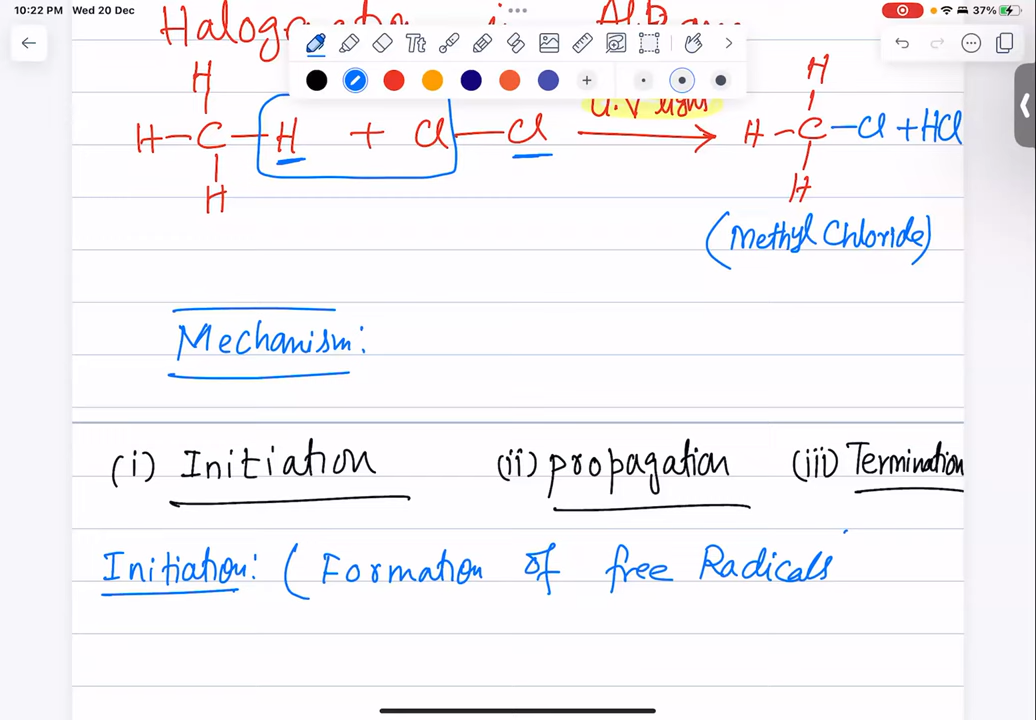 10:22 PM Wed 20 Dec
37%
Tt
H H
H-C-H + Cl-Cl H-C-Cl+HCl
H H
(Methyl Chloride)
Mechanism:
(i) Initiation (ii) propagation (iii) Termination
Initiation: ( Formation of free Radicals